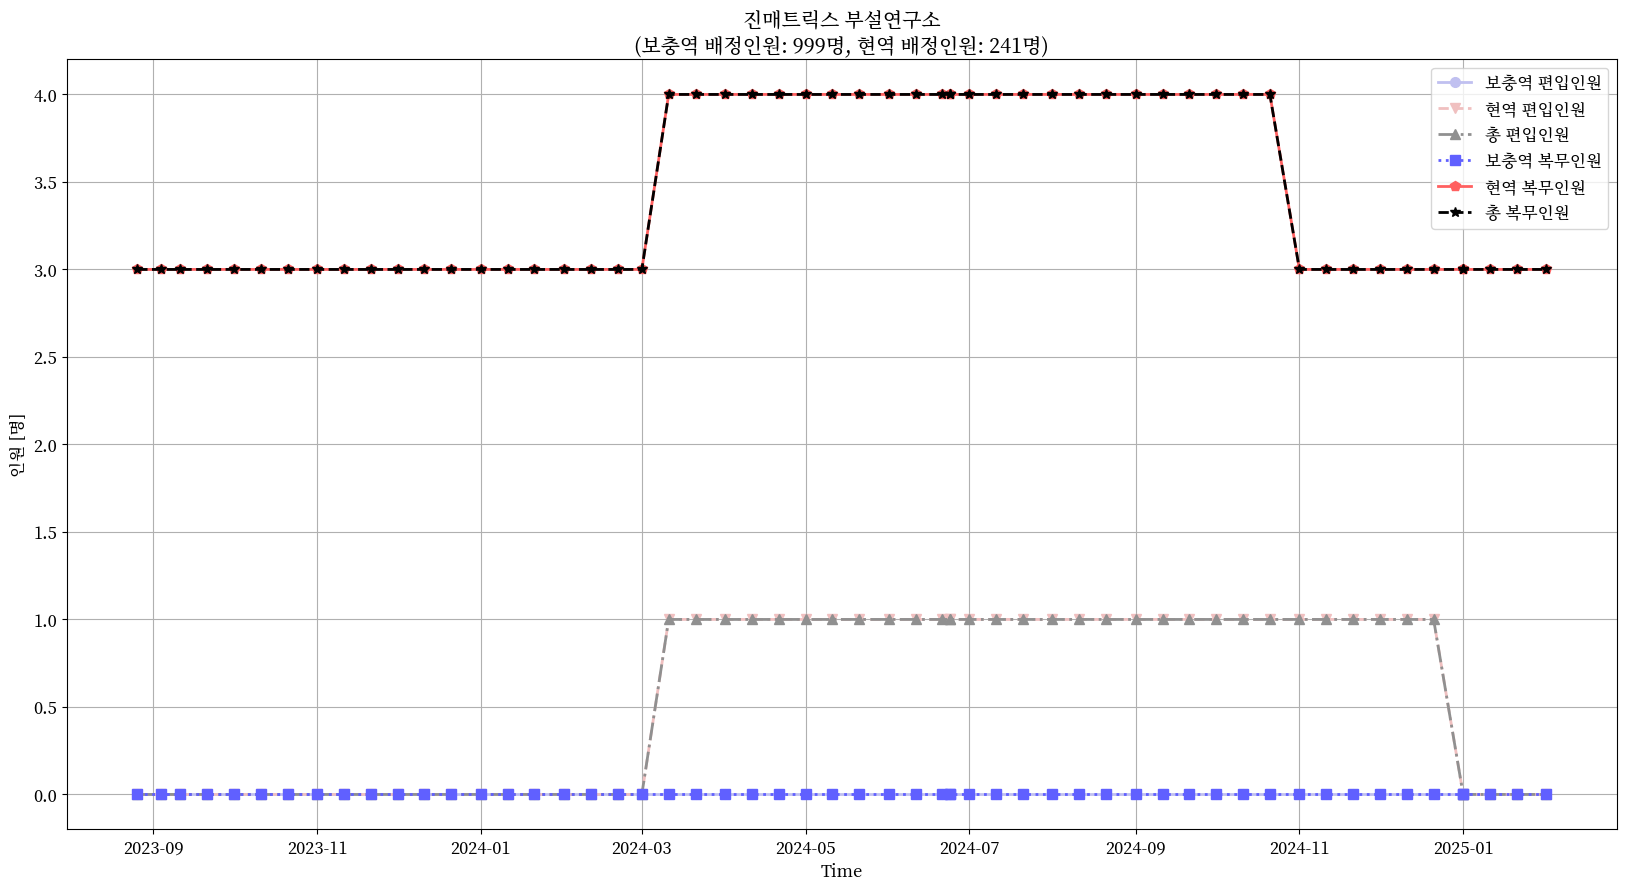 진매트릭스 부설연구소
(보충역 배정인원: 999명, 현역 배정인원: 241명)
4.0
3.5
3.0
2.5
2.0
1.5
1.0
0.5
0.0
인원 [명]
보충역 편입인원
현역 편입인원
총 편입인원
보충역 복무인원
현역 복무인원
총 복무인원
2023-09
2023-11
2024-01
2024-03
2024-05
2024-07
2024-09
2024-11
2025-01
Time